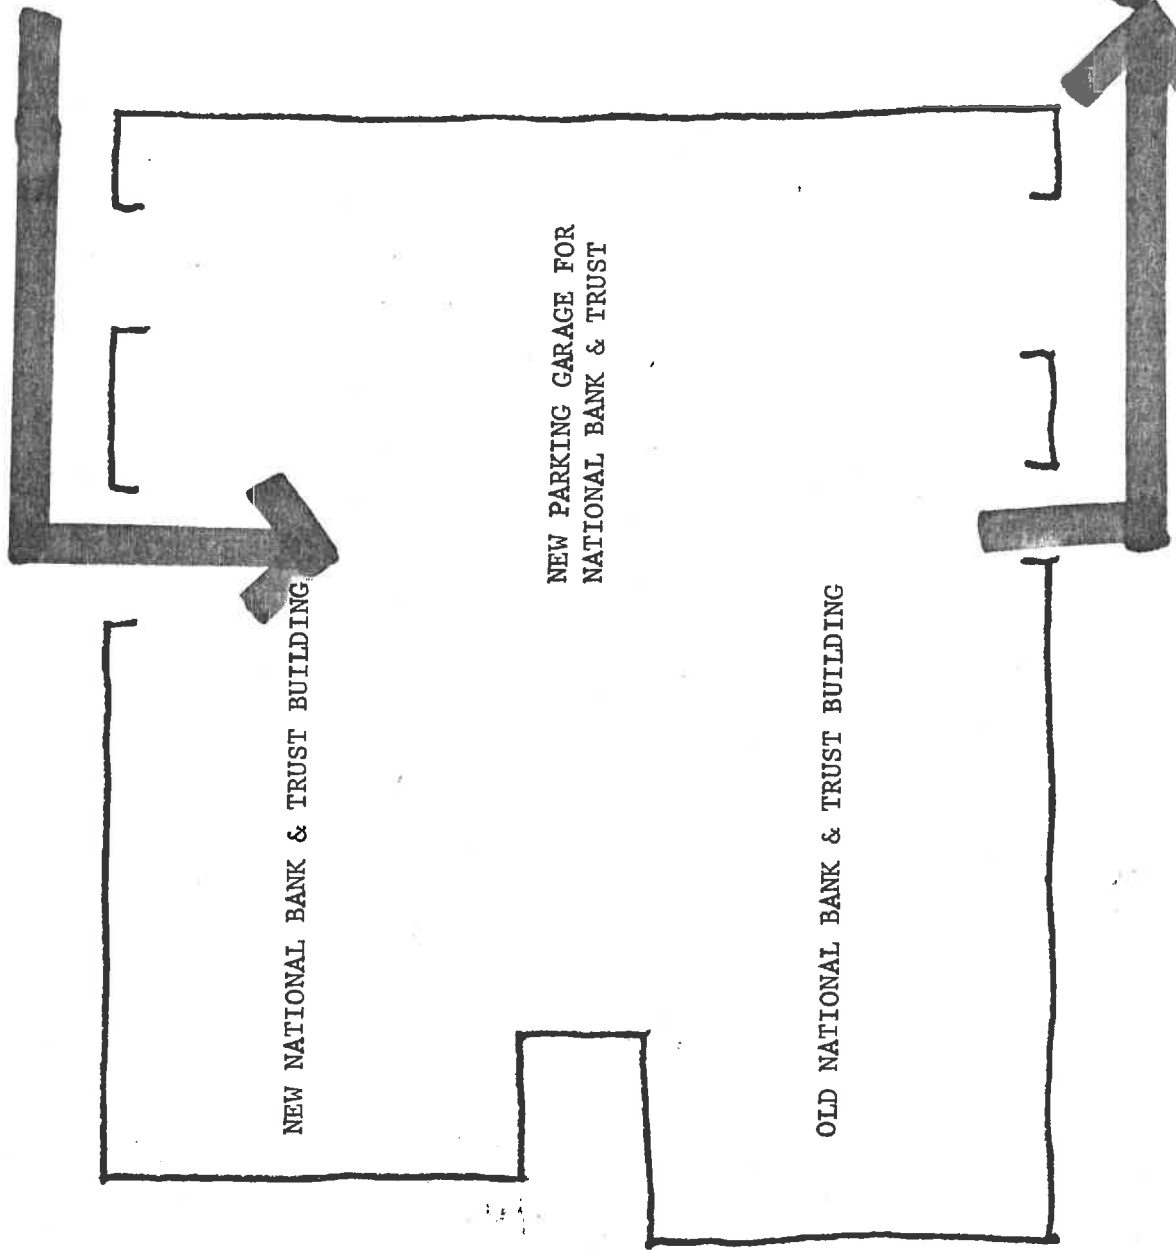 NEW NATIONAL BANK & TRUST BUILDING
NEW PARKING GARAGE FOR
NATIONAL BANK & TRUST
OLD NATIONAL BANK & TRUST BUILDING